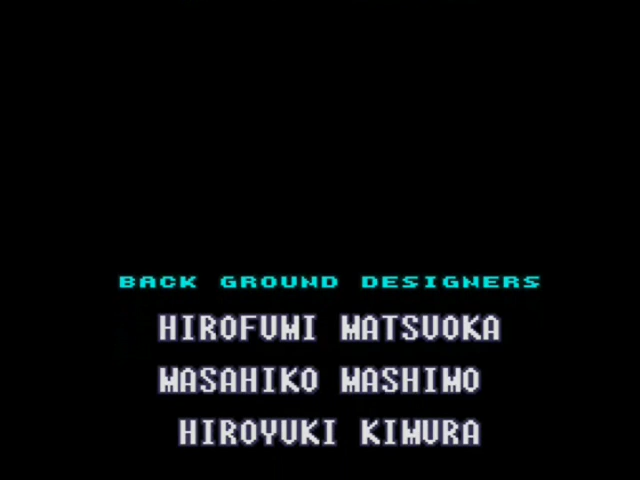 BACK GROUND DESIGNERS
HIROFUMI MATSUOKA
MASAHIKO MASHIMO
HIROYUKI KIMURA